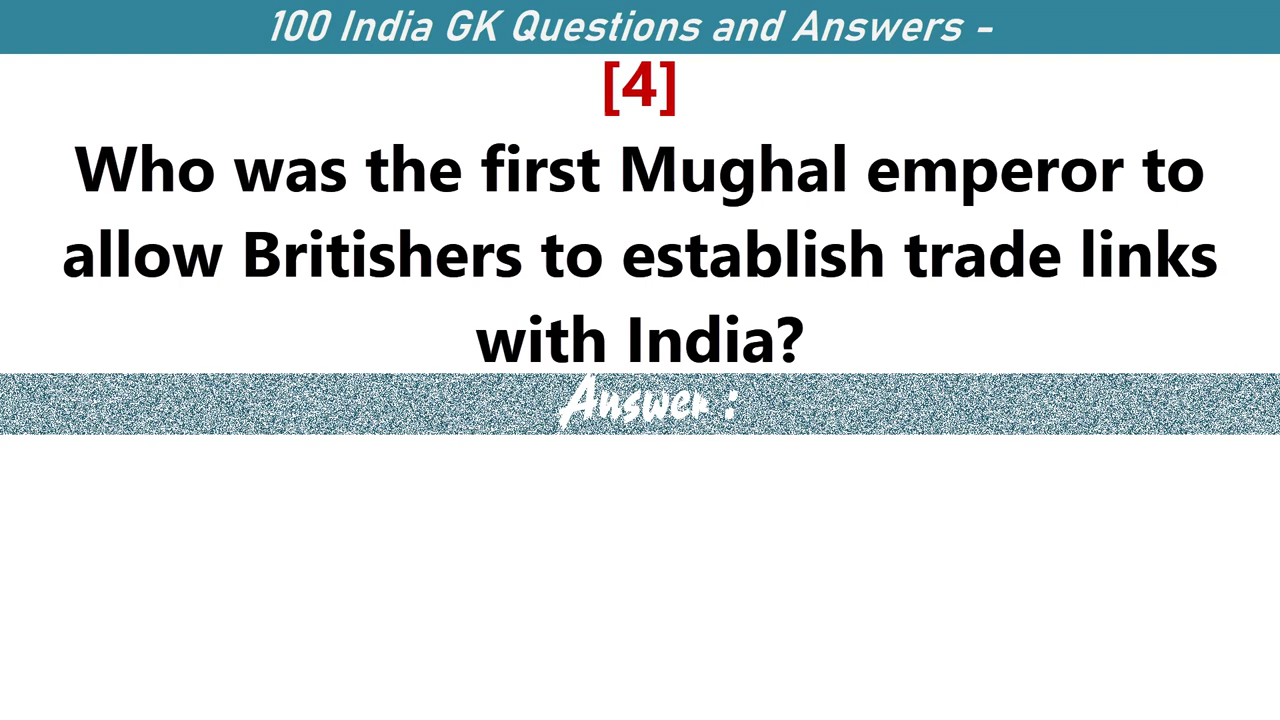 100 India GK Questions and Answers -
[4]
Who was the first Mughal emperor to
allow Britishers to establish trade links
with India?
Answer :